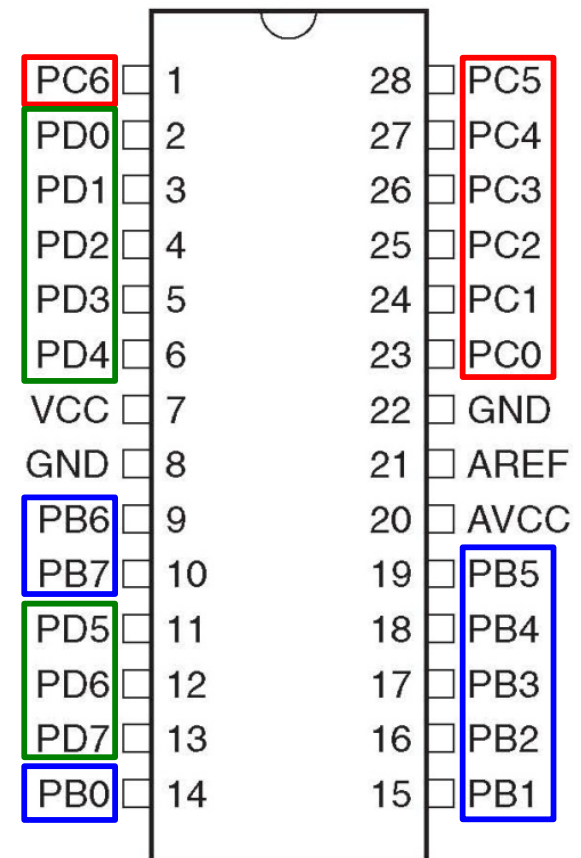 PC6 1 28 PC5
PD0 2 27 PC4
PD1 3 26 PC3
PD2 4 25 PC2
PD3 5 24 PC1
PD4 6 23 PC0
VCC 7 22 GND
GND 8 21 AREF
PB6 9 20 AVCC
PB7 10 19 PB5
PD5 11 18 PB4
PD6 12 17 PB3
PD7 13 16 PB2
PB0 14 15 PB1